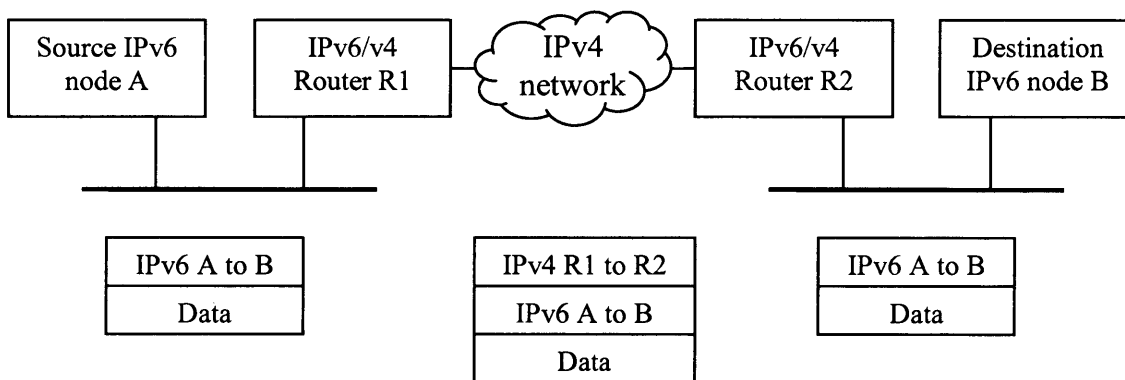 Source IPv6
node A
IPv6/v4
Router R1
IPv4
network
IPv6/v4
Router R2
Destination
IPv6 node B
IPv6 A to B
Data
IPv4 R1 to R2
IPv6 A to B
Data
IPv6 A to B
Data